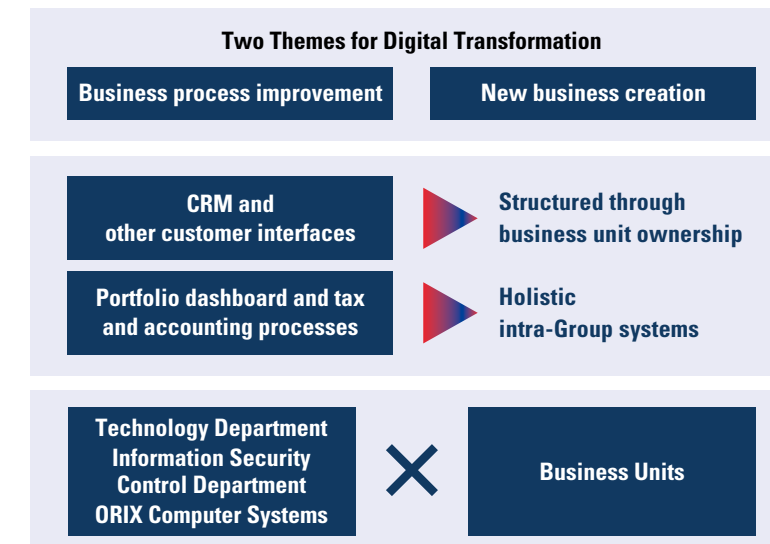 Two Themes for Digital Transformation
Business process improvement
New business creation
CRM and
other customer interfaces
Structured through
business unit ownership
Portfolio dashboard and tax
and accounting processes
Holistic
intra-Group systems
Technology Department
Information Security
Control Department
ORIX Computer Systems
Business Units